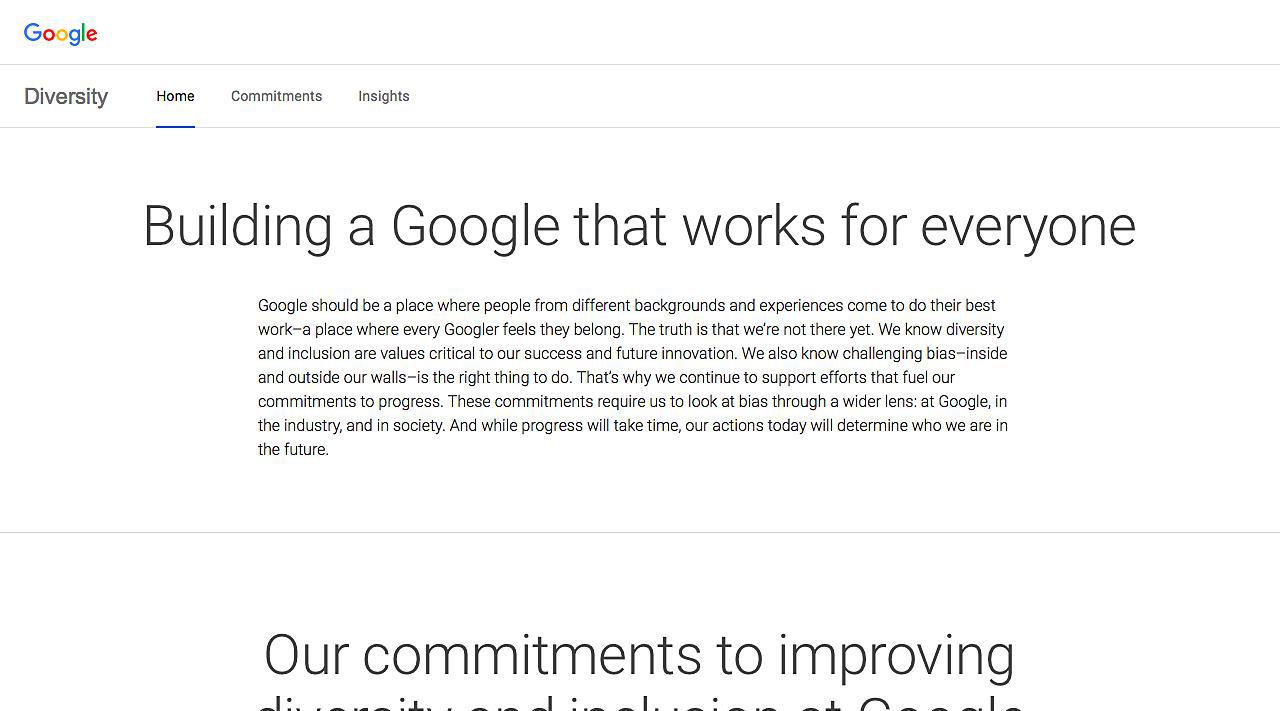 Google
Diversity Home Commitments Insights
Building a Google that works for everyone
Google should be a place where people from different backgrounds and experiences come to do their best
work–a place where every Googler feels they belong. The truth is that we’re not there yet. We know diversity
and inclusion are values critical to our success and future innovation. We also know challenging bias–inside
and outside our walls–is the right thing to do. That’s why we continue to support efforts that fuel our
commitments to progress. These commitments require us to look at bias through a wider lens: at Google, in
the industry, and in society. And while progress will take time, our actions today will determine who we are in
the future.
Our commitments to improving
diversity and inclusion at Google